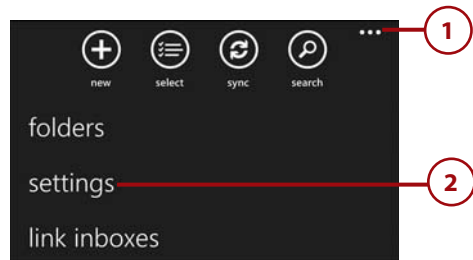 ... 1
new select sync search
folders
settings 2
link inboxes